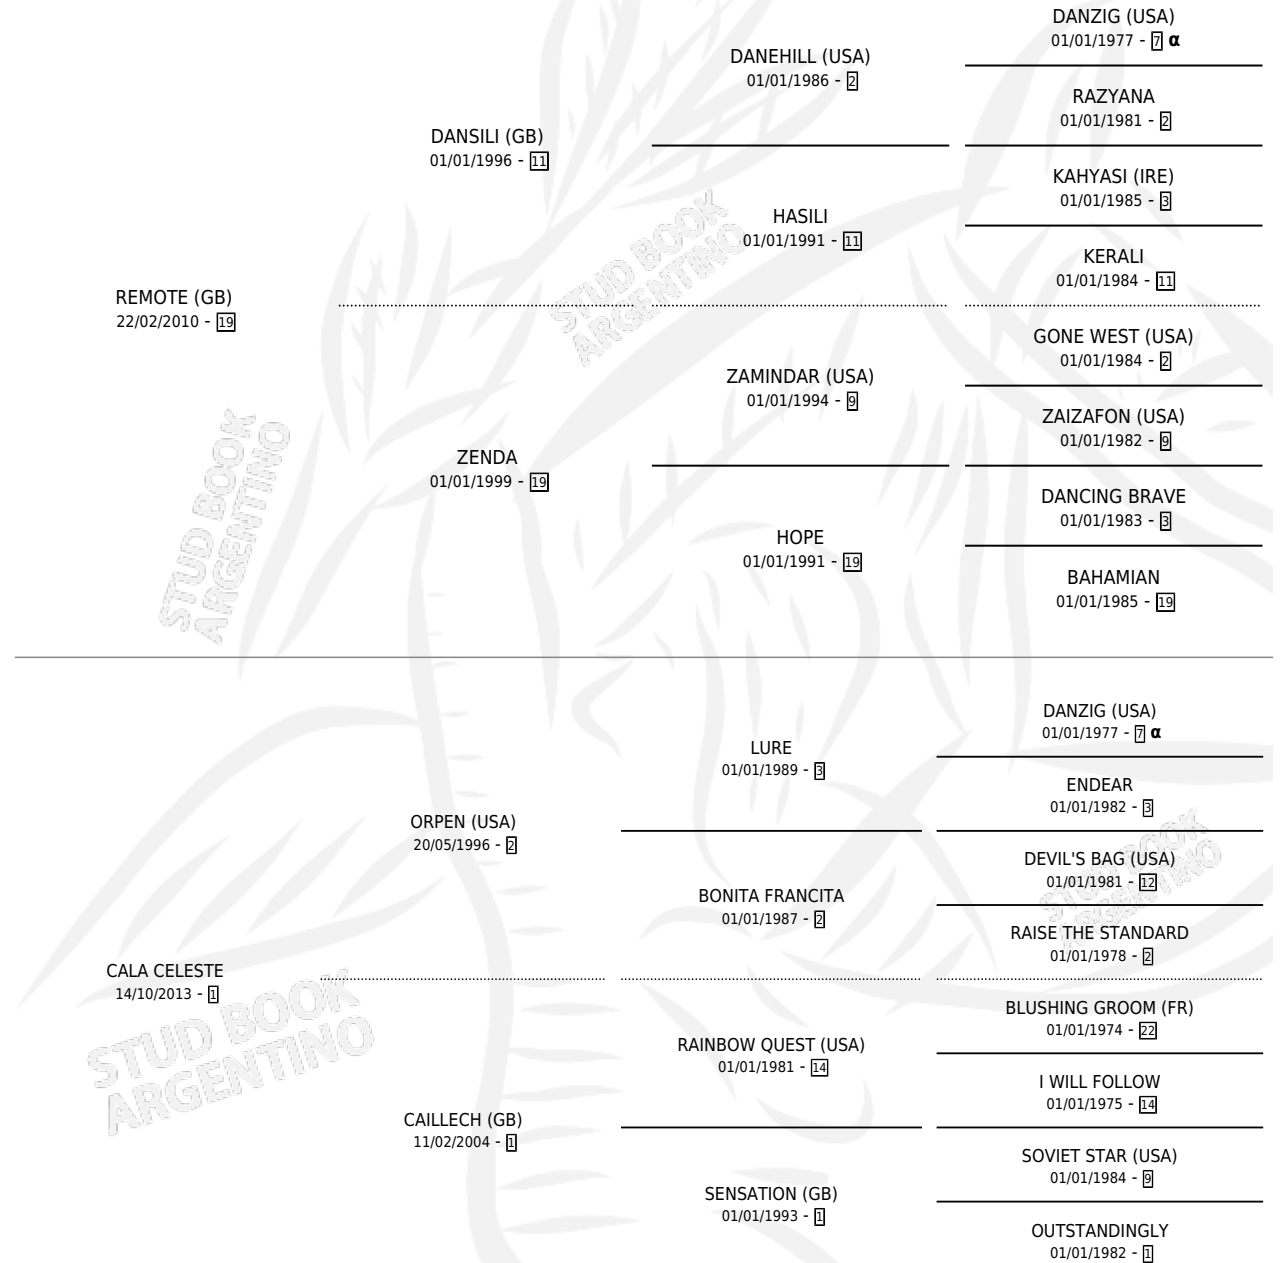 DANZIG (USA)
01/01/1977 - 7 α
DANEHILL (USA)
01/01/1986 - 2
RAZYANA
01/01/1981 - 2
DANSILI (GB)
01/01/1996 - 11
KAHYASI (IRE)
01/01/1985 - 3
HASILI
01/01/1991 - 11
KERALI
01/01/1984 - 11
REMOTE (GB)
22/02/2010 - 19
GONE WEST (USA)
01/01/1984 - 2
ZAMINDAR (USA)
01/01/1994 - 9
ZAIZAFON (USA)
01/01/1982 - 9
ZENDA
01/01/1999 - 19
DANCING BRAVE
01/01/1983 - 3
HOPE
01/01/1991 - 19
BAHAMIAN
01/01/1985 - 19
DANZIG (USA)
01/01/1977 - 7 α
LURE
01/01/1989 - 3
ENDEAR
01/01/1982 - 3
ORPEN (USA)
20/05/1996 - 2
DEVIL'S BAG (USA)
01/01/1981 - 12
BONITA FRANCITA
01/01/1987 - 2
RAISE THE STANDARD
01/01/1978 - 2
CALA CELESTE
14/10/2013 - 1
BLUSHING GROOM (FR)
01/01/1974 - 22
RAINBOW QUEST (USA)
01/01/1981 - 14
I WILL FOLLOW
01/01/1975 - 14
CAILLECH (GB)
11/02/2004 - 1
SOVIET STAR (USA)
01/01/1984 - 9
SENSATION (GB)
01/01/1993 - 1
OUTSTANDINGLY
01/01/1982 - 1
STUD BOOK
ARGENTINO
STUD BOOK
ARGENTINO
STUD BOOK
ARGENTINO
STUD BOOK
ARGENTINO